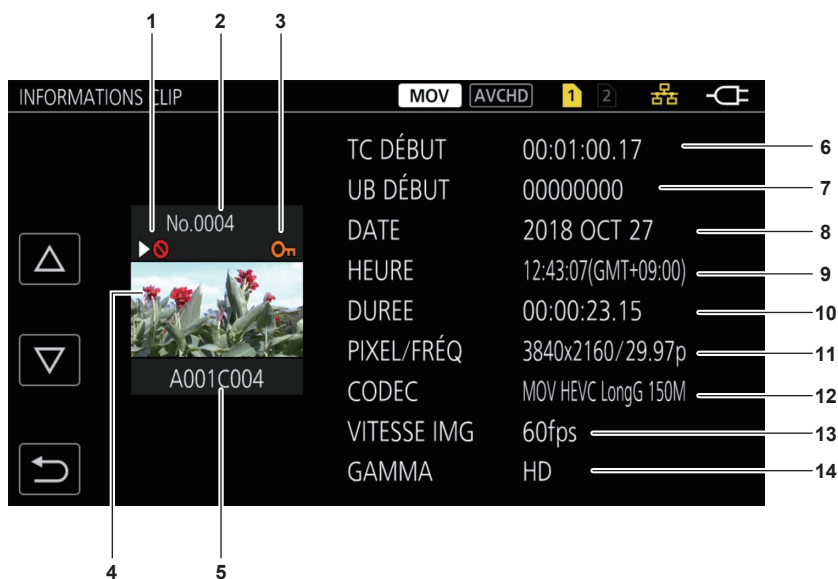 1 2 3
INFORMATIONS CLIP MOV AVCHD 1 2
TC DÉBUT 00:01:00.17 6
UB DÉBUT 00000000 7
No.0004
DATE 2018 OCT 27 8
HEURE 12:43:07(GMT+09:00) 9
4
DUREE 00:00:23.15 10
PIXEL/FRÉQ 3840x2160/29.97p 11
A001C004
CODEC MOV HEVC LongG 150M 12
VITESSE IMG 60fps 13
GAMMA HD 14
5